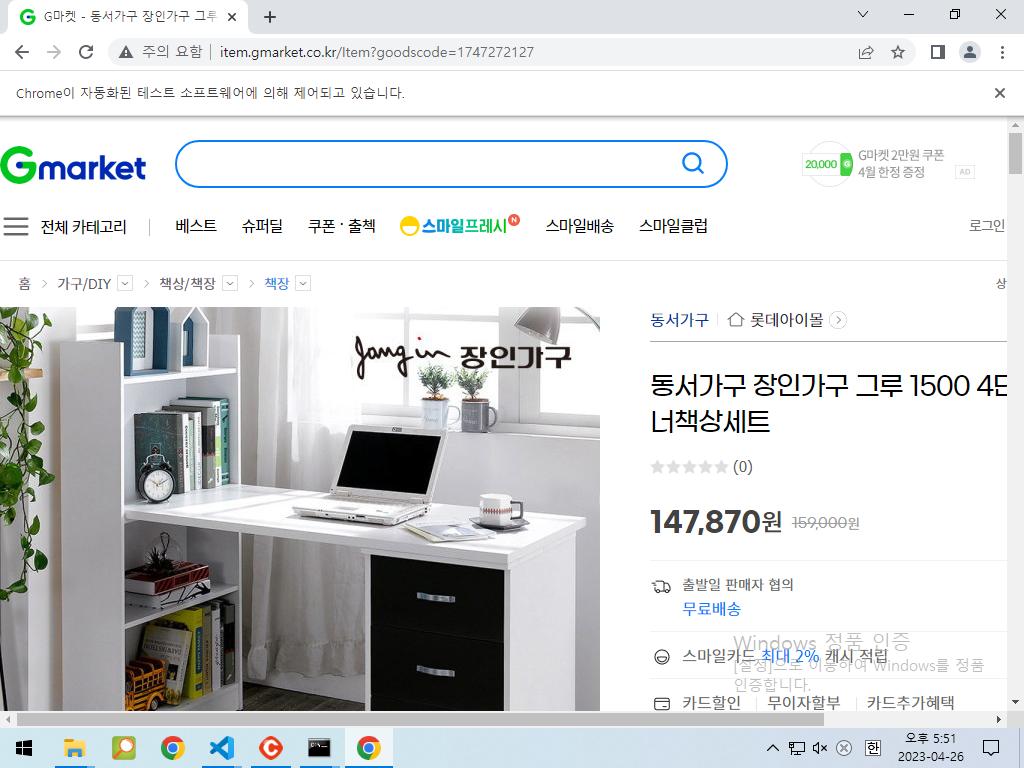 G마켓 - 동서가구 장인가구 그루
주의 요함 item.gmarket.co.kr/Item?goodscode=1747272127
Chrome이 자동화된 테스트 소프트웨어에 의해 제어되고 있습니다.
Gmarket
20,000 G
G마켓 2만원 쿠폰
4월 한정 증정
AD
전체 카테고리 베스트 슈퍼딜 쿠폰·출첵 스마일프레시 N 스마일배송 스마일클럽 로그인
홈 > 가구/DIY > 책상/책장 > 책장 상
Jangin 장인가구
동서가구 롯데아이몰
동서가구 장인가구 그루 1500 4단
너책상세트
(0)
147,870원 159,000원
출발일 판매자 협의
무료배송
스마일카드 최대 2% 캐시 적립
카드할인 무이자할부 카드추가혜택
Windows 정품 인증
[설정]으로 이동하여 Windows를 정품
인증합니다.
한
오후 5:51
2023-04-26